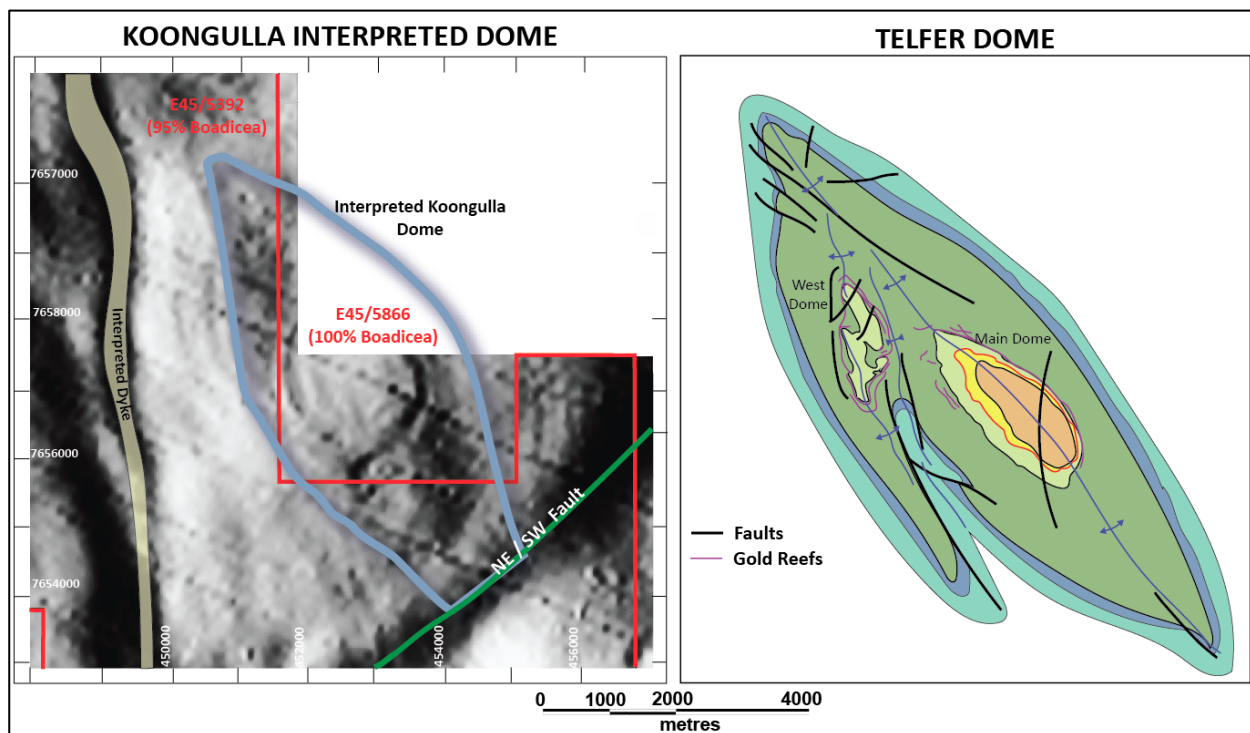 KOONGULLA INTERPRETED DOME
TELFER DOME
E45/5392
(95% Boadicea)
7657000
Interpreted Koongulla
Dome
E45/5866
(100% Boadicea)
7658000
Interpreted Dyke
7656000
NE / SW Fault
7654000
450000
452000
454000
456000
West
Dome
Main Dome
Faults
Gold Reefs
0 1000 2000 4000
metres